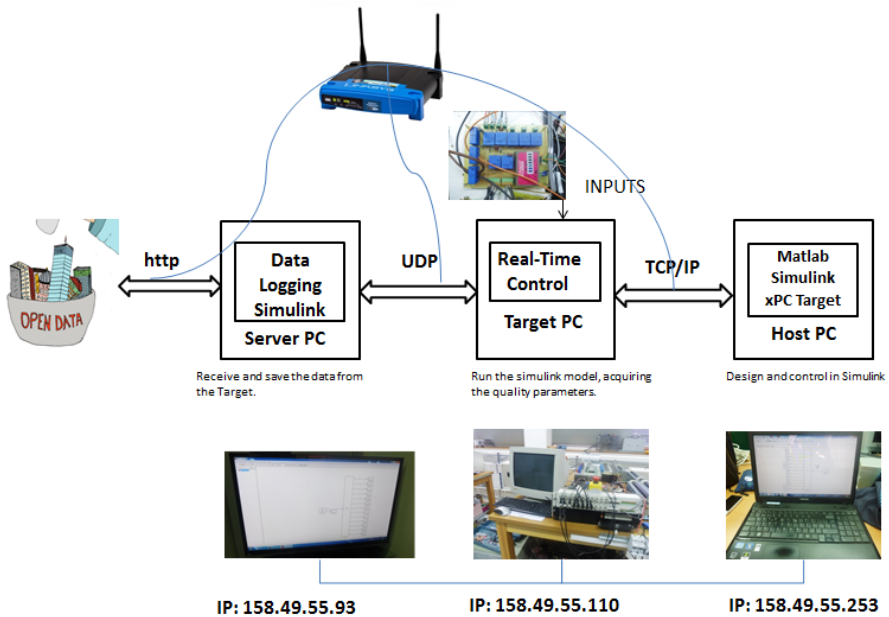 LINKSYS
INPUTS
http
UDP
TCP/IP
OPEN DATA
Data
Logging
Simulink
Server PC
Real-Time
Control
Target PC
Matlab
Simulink
xPC Target
Host PC
Receive and save the data from
the Target.
Run the simulink model, acquiring
the quality parameters.
Design and control in Simulink
IP: 158.49.55.93
IP: 158.49.55.110
IP: 158.49.55.253